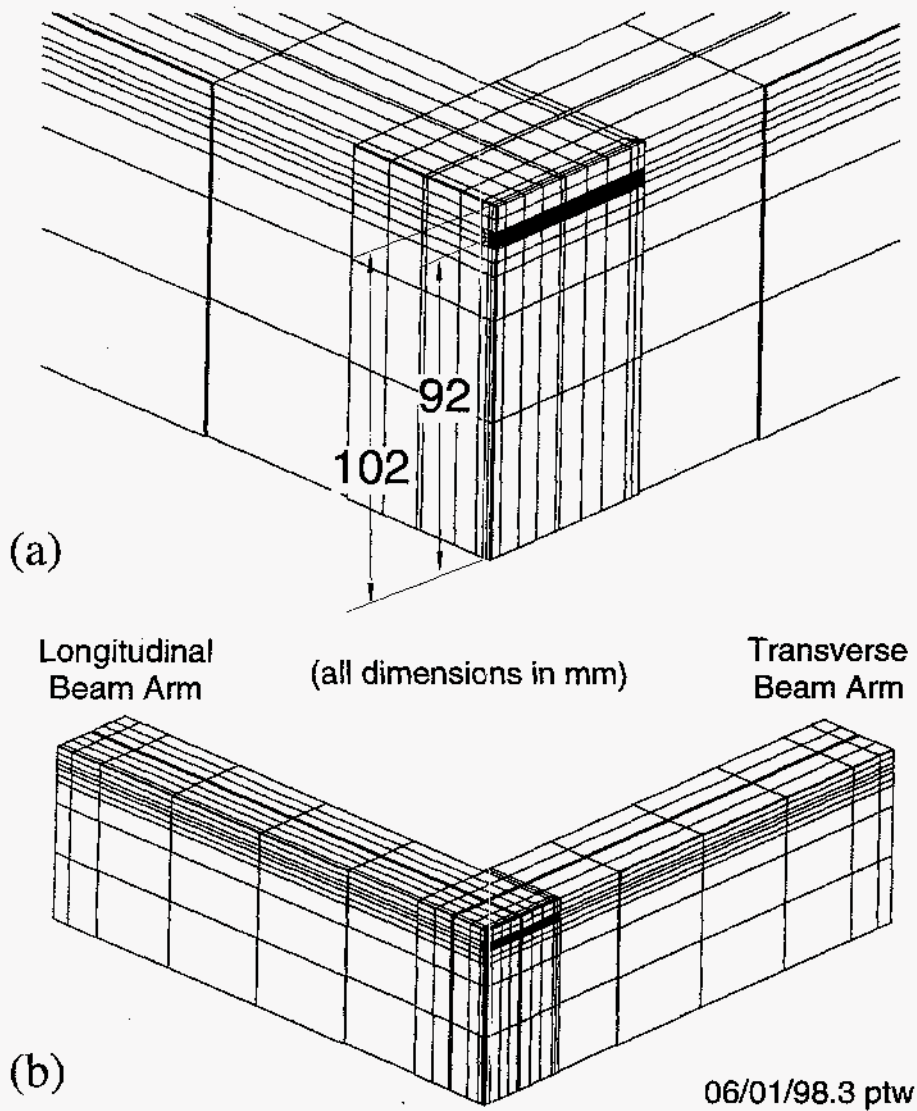 92
102
(a)
Longitudinal
Beam Arm
(all dimensions in mm)
Transverse
Beam Arm
(b)
06/01/98.3 ptw